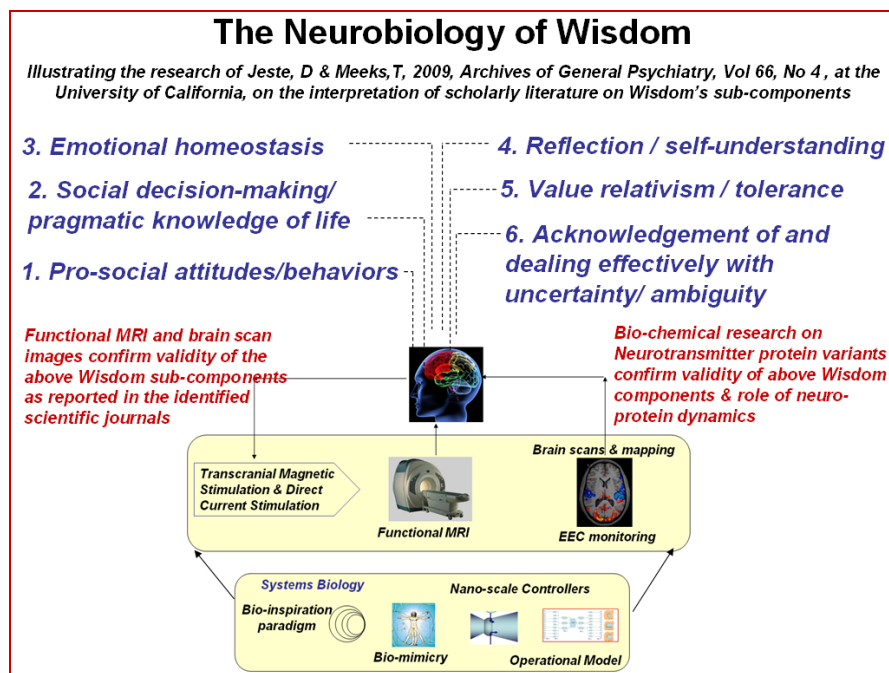 The Neurobiology of Wisdom
Illustrating the research of Jeste, D & Meeks,T, 2009, Archives of General Psychiatry, Vol 66, No 4 , at the
University of California, on the interpretation of scholarly literature on Wisdom's sub-components
3. Emotional homeostasis
2. Social decision-making/
pragmatic knowledge of life
1. Pro-social attitudes/behaviors
4. Reflection / self-understanding
5. Value relativism / tolerance
6. Acknowledgement of and
dealing effectively with
uncertainty/ ambiguity
Functional MRI and brain scan
images confirm validity of the
above Wisdom sub-components
as reported in the identified
scientific journals
Bio-chemical research on
Neurotransmitter protein variants
confirm validity of above Wisdom
components & role of neuro-
protein dynamics
Transcranial Magnetic
Stimulation & Direct
Current Stimulation
Functional MRI
Brain scans & mapping
EEC monitoring
Systems Biology
Bio-inspiration
paradigm
Bio-mimicry
Nano-scale Controllers
Operational Model